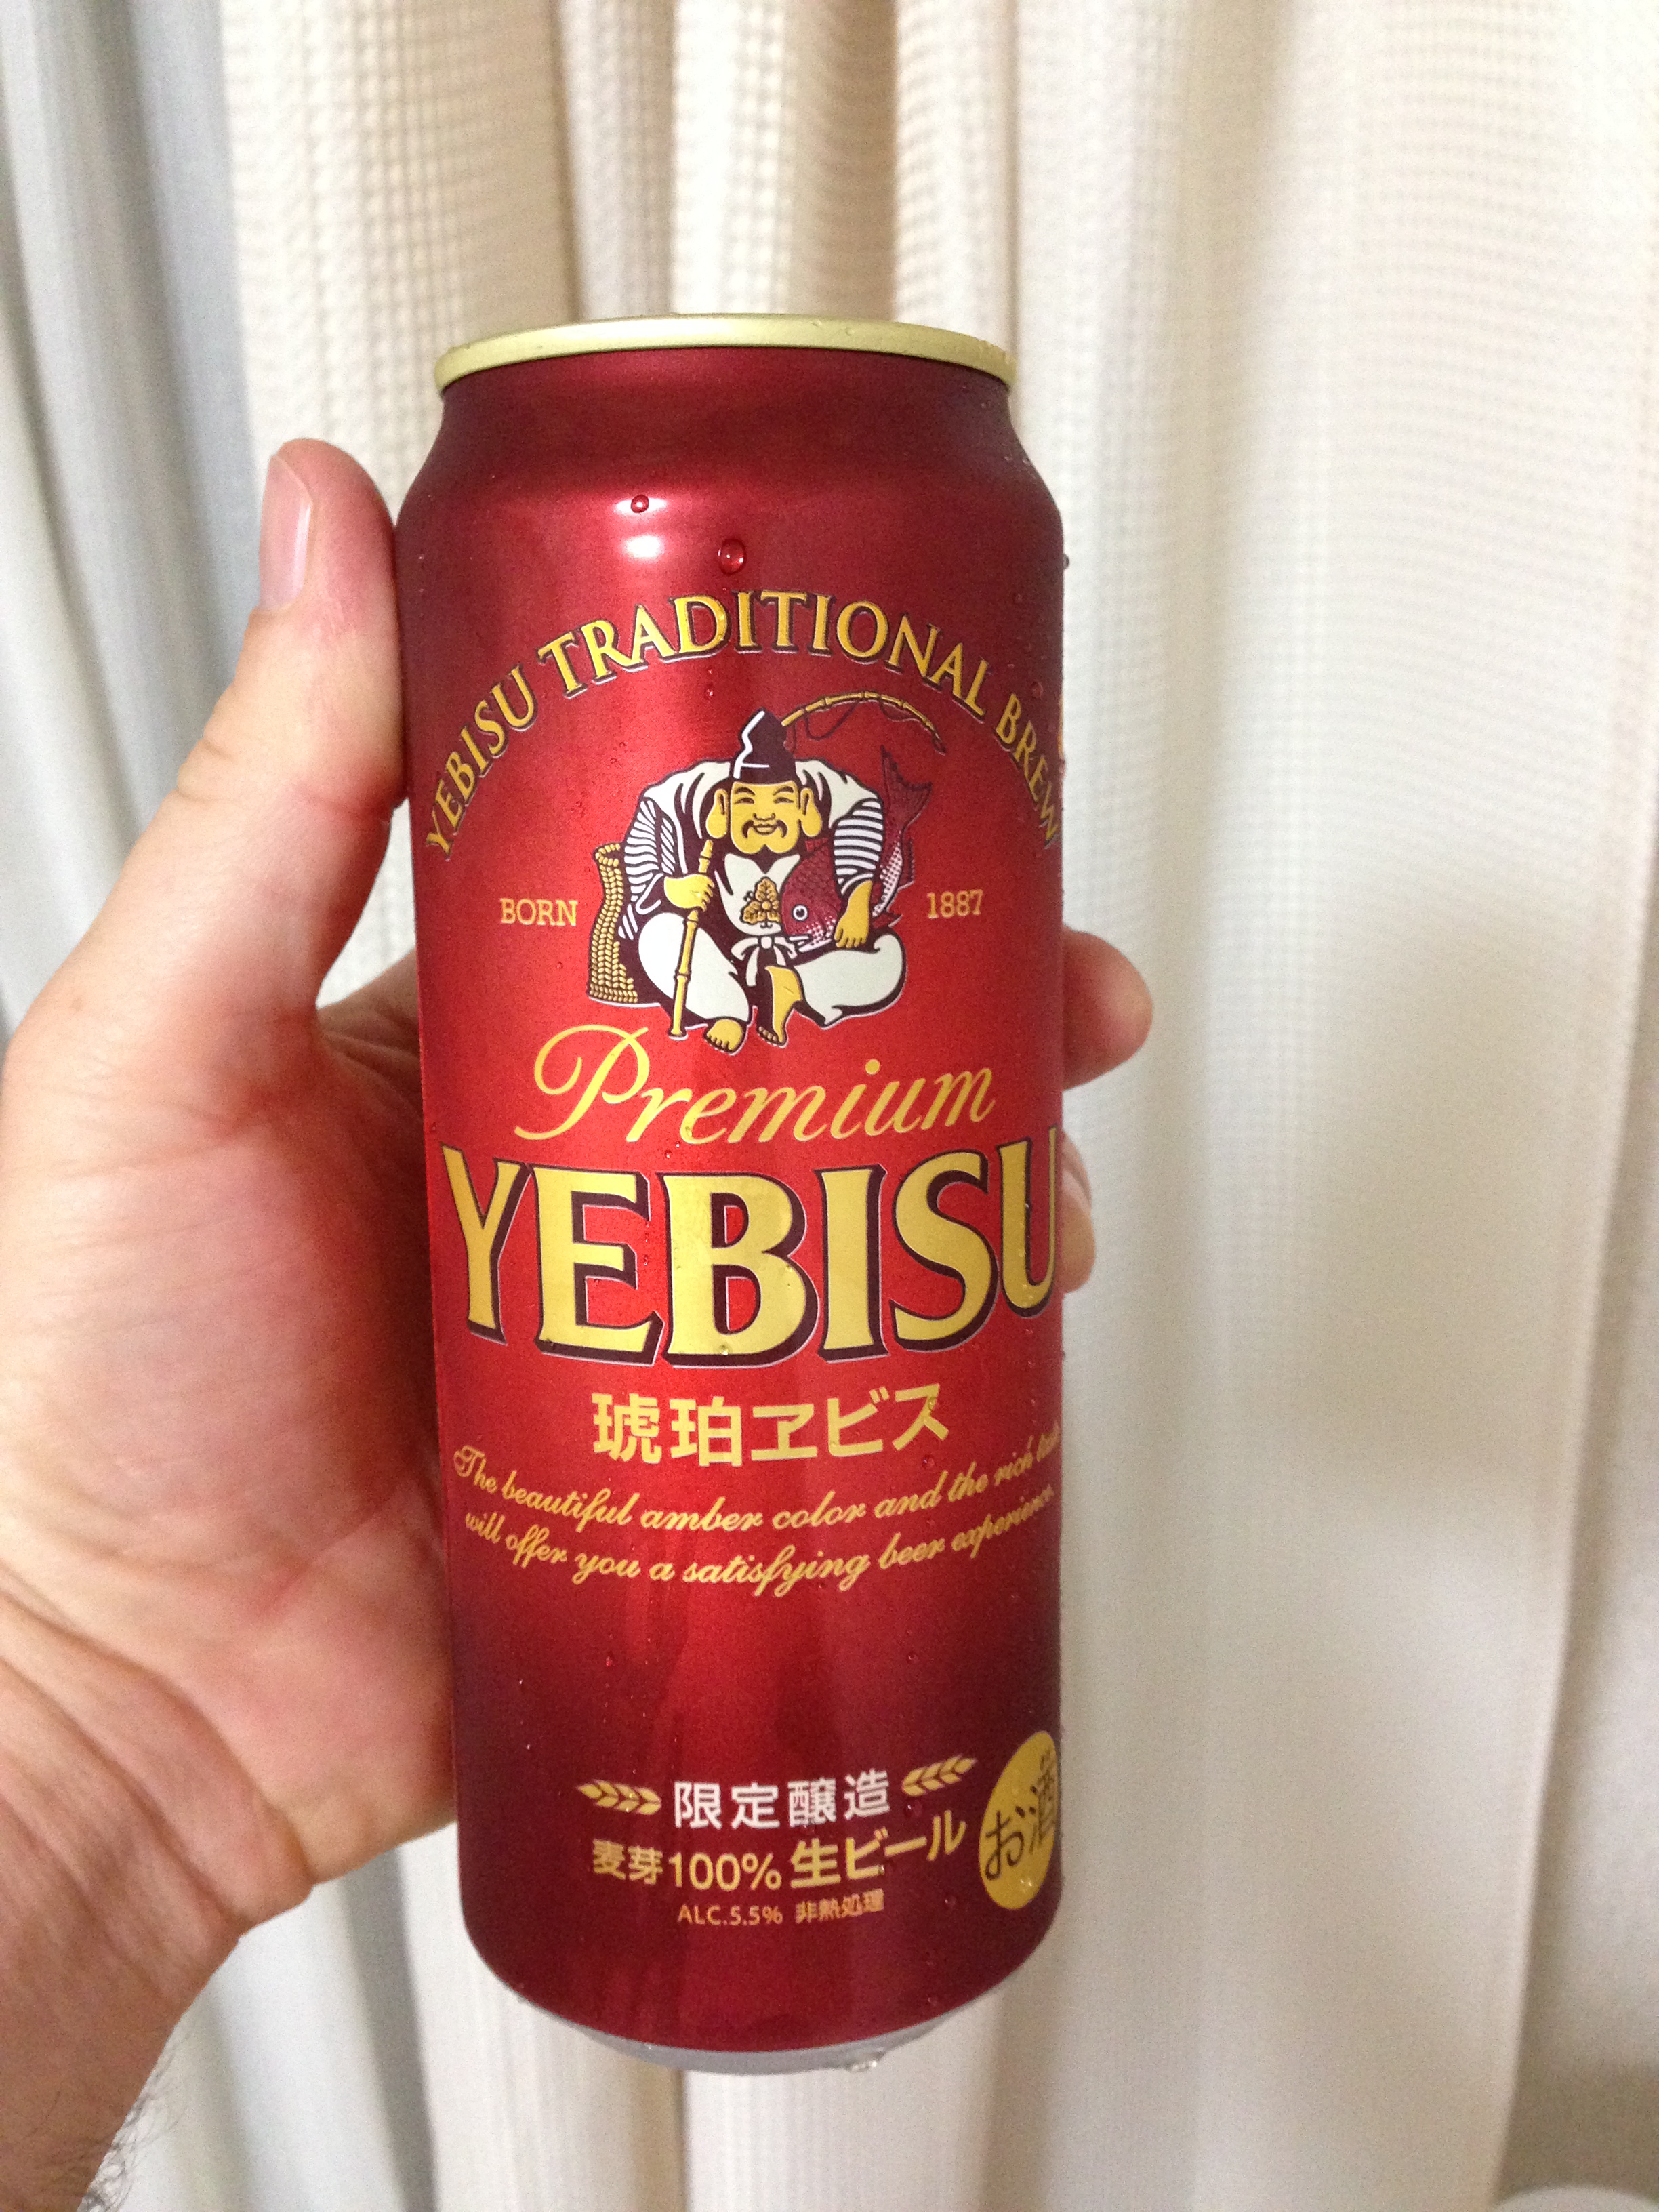 YEBISU TRADITIONAL BREW
BORN 1887
Premium
YEBISU
琥珀ヱビス
The beautiful amber color and the rich taste
will offer you a satisfying beer experience.
限定醸造
麦芽100%生ビール
ALC.5.5% 非熱処理
お酒